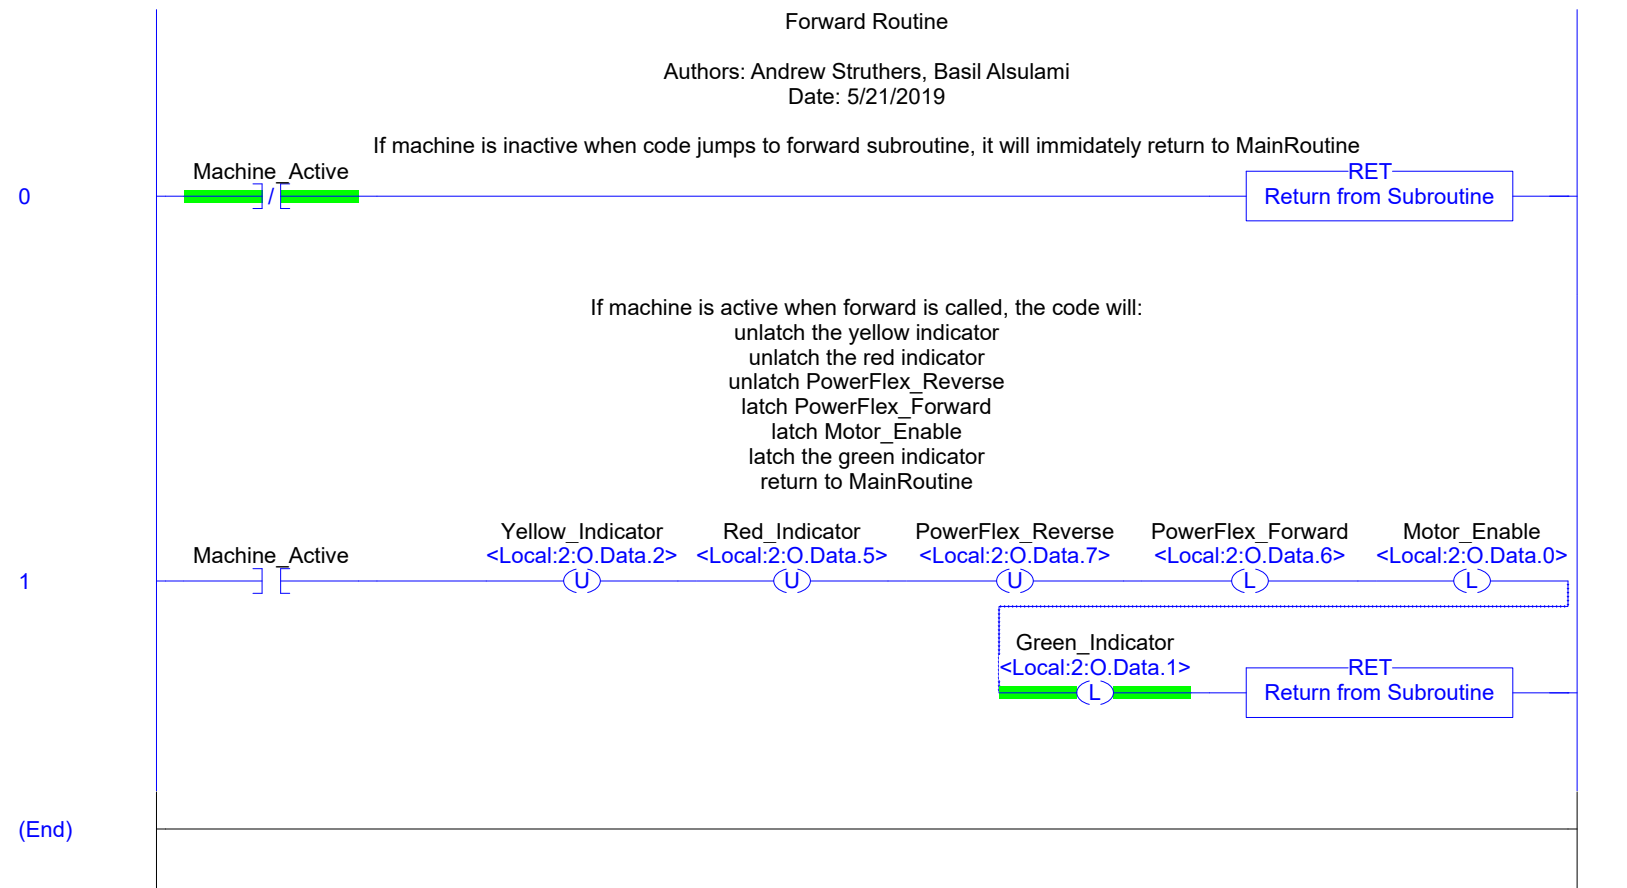 Forward Routine
Authors: Andrew Struthers, Basil Alsulami
Date: 5/21/2019
If machine is inactive when code jumps to forward subroutine, it will immidately return to MainRoutine
Machine_Active
RET
0
/
Return from Subroutine
If machine is active when forward is called, the code will:
unlatch the yellow indicator
unlatch the red indicator
unlatch PowerFlex_Reverse
latch PowerFlex_Forward
latch Motor_Enable
latch the green indicator
return to MainRoutine
Yellow_Indicator Red_Indicator PowerFlex_Reverse PowerFlex_Forward Motor_Enable
Machine_Active <Local:2:O.Data.2> <Local:2:O.Data.5> <Local:2:O.Data.7> <Local:2:O.Data.6> <Local:2:O.Data.0>
1 U U U L L
Green_Indicator
<Local:2:O.Data.1> RET
L Return from Subroutine
(End)